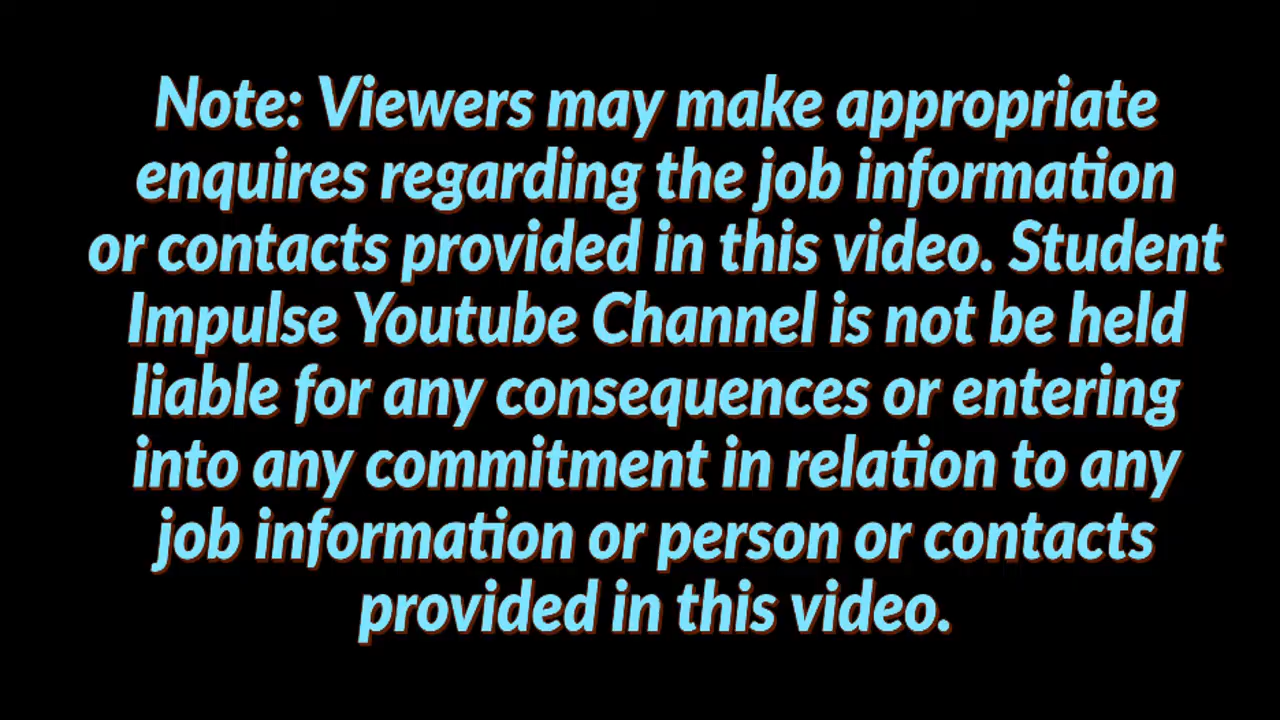 Note: Viewers may make appropriate
enquires regarding the job information
or contacts provided in this video. Student
Impulse Youtube Channel is not be held
liable for any consequences or entering
into any commitment in relation to any
job information or person or contacts
provided in this video.